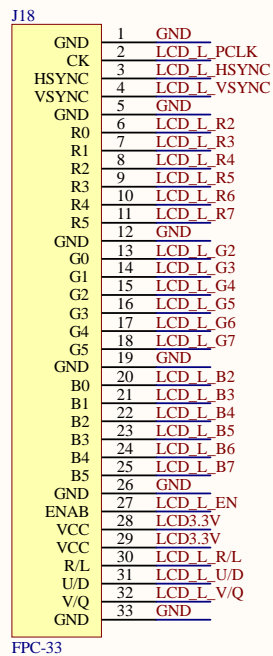 J18
GND 1 GND
CK 2 LCD_L_PCLK
HSYNC 3 LCD_L_HSYNC
VSYNC 4 LCD_L_VSYNC
GND 5 GND
R0 6 LCD_L_R2
R1 7 LCD_L_R3
R2 8 LCD_L_R4
R3 9 LCD_L_R5
R4 10 LCD_L_R6
R5 11 LCD_L_R7
GND 12 GND
G0 13 LCD_L_G2
G1 14 LCD_L_G3
G2 15 LCD_L_G4
G3 16 LCD_L_G5
G4 17 LCD_L_G6
G5 18 LCD_L_G7
GND 19 GND
B0 20 LCD_L_B2
B1 21 LCD_L_B3
B2 22 LCD_L_B4
B3 23 LCD_L_B5
B4 24 LCD_L_B6
B5 25 LCD_L_B7
GND 26 GND
ENAB 27 LCD_L_EN
VCC 28 LCD3.3V
VCC 29 LCD3.3V
R/L 30 LCD_L_R/L
U/D 31 LCD_L_U/D
V/Q 32 LCD_L_V/Q
GND 33 GND
FPC-33